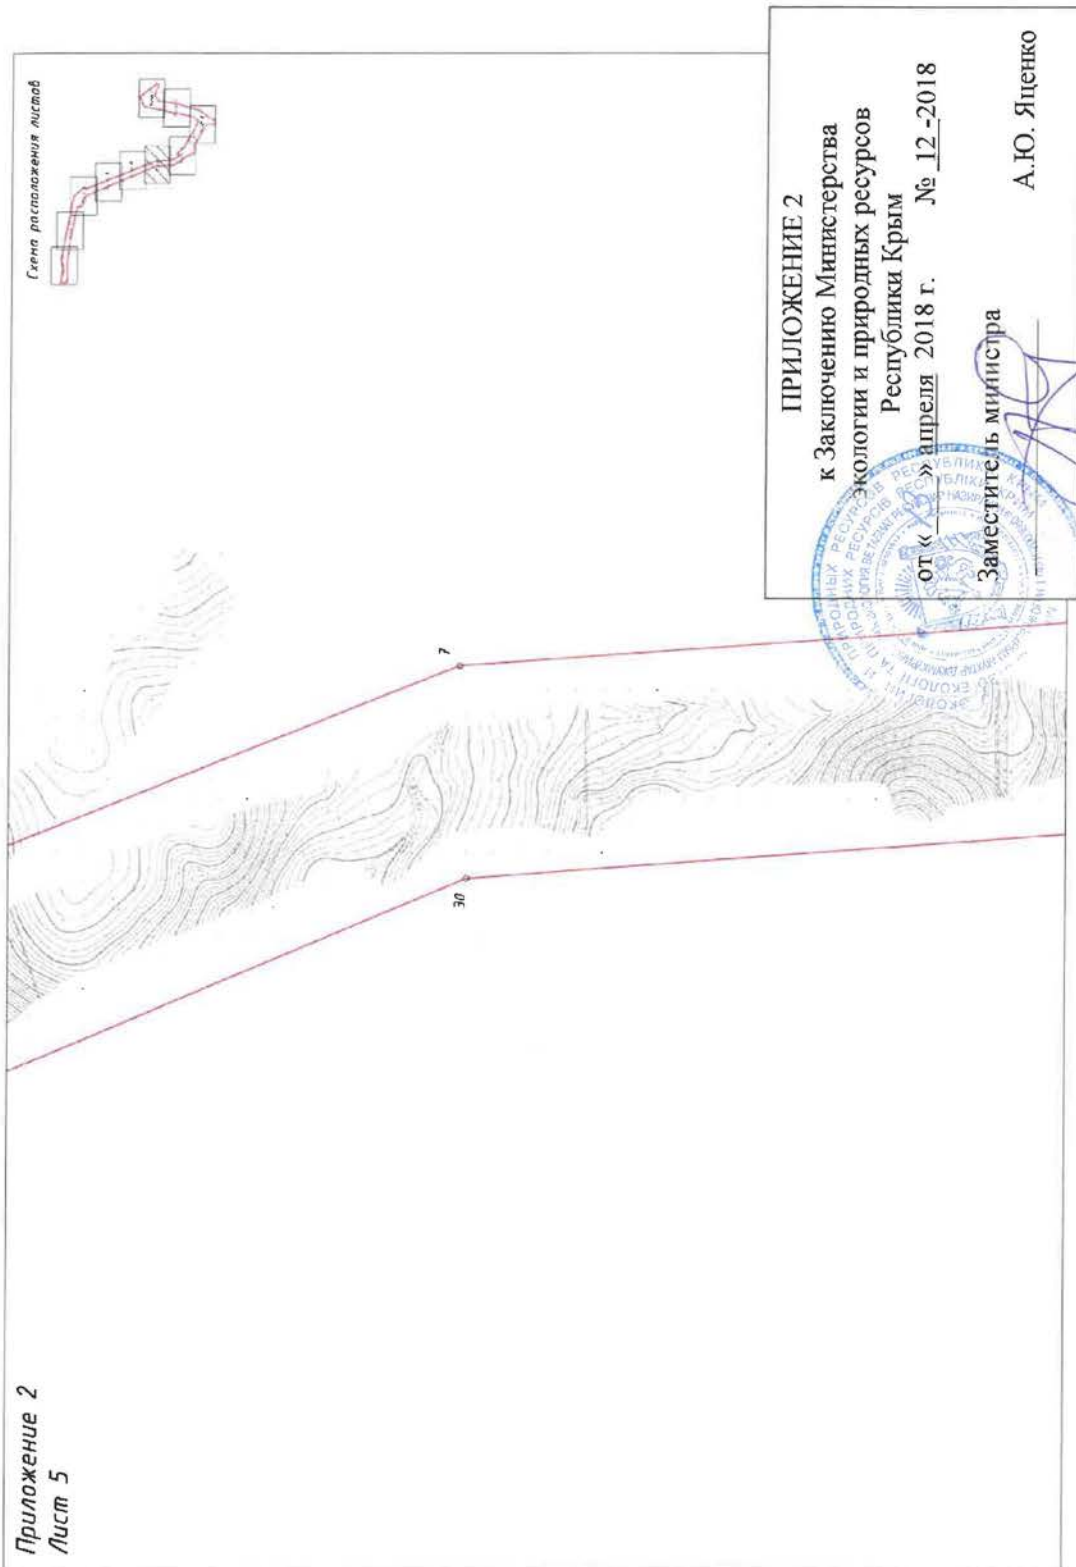 Приложение 2
Лист 5
Схема расположения листов
7
30
ПРИЛОЖЕНИЕ 2
к Заключению Министерства
экологии и природных ресурсов
Республики Крым
от «____» апреля 2018 г. № 12 -2018
Заместитель министра
А.Ю. Яценко